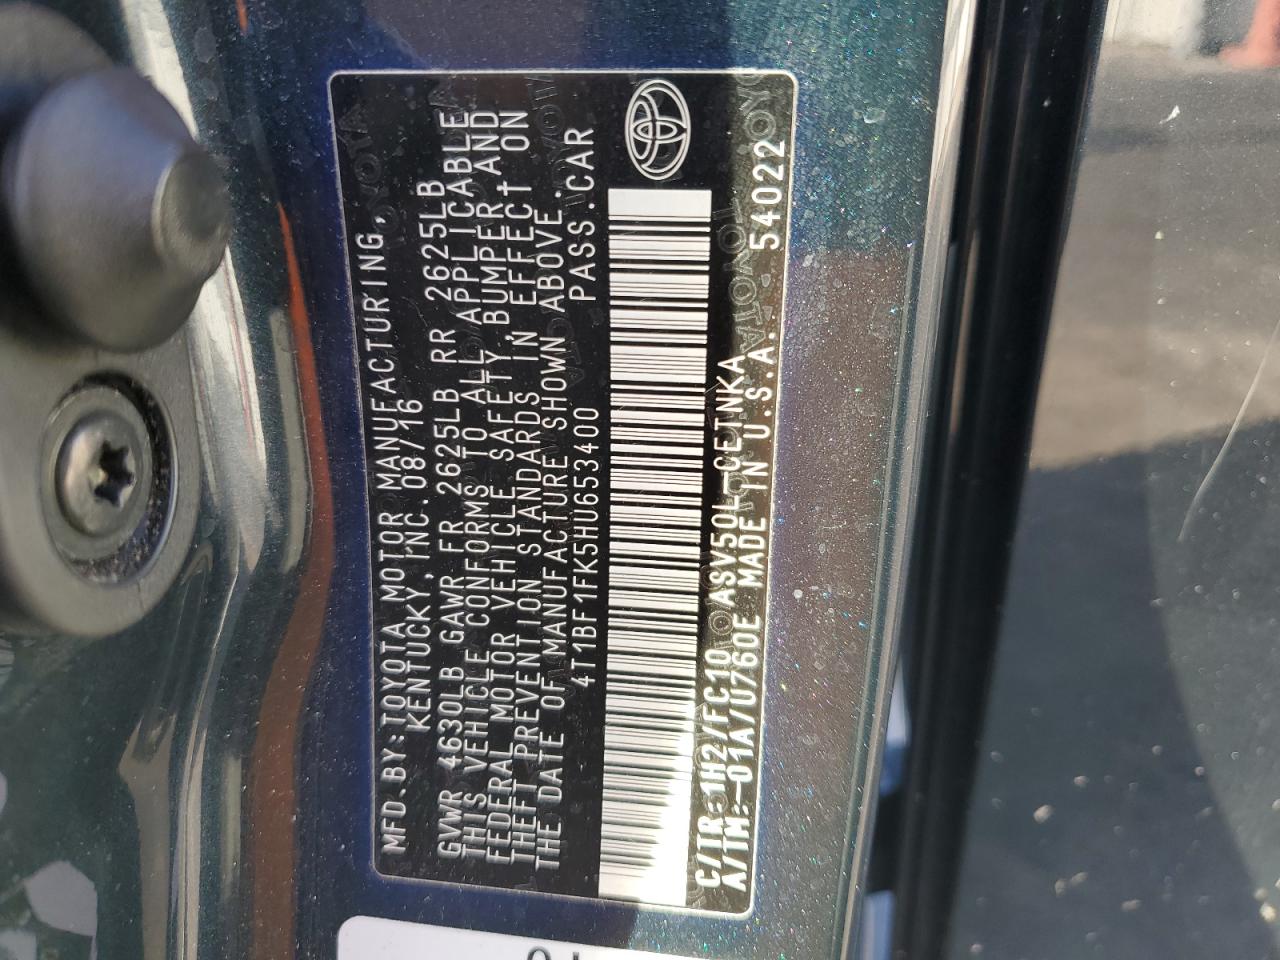 MFD.BY:TOYOTA MOTOR MANUFACTURING,
KENTUCKY,INC. 08/16
GVWR 4630LB GAWR FR 2625LB RR 2625LB
THIS VEHICLE CONFORMS TO ALL APPLICABLE
FEDERAL MOTOR VEHICLE SAFETY,BUMPER,AND
THEFT PREVENTION STANDARDS IN EFFECT ON
THE DATE OF MANUFACTURE SHOWN ABOVE.
4T1BF1FK5HU653400 PASS.CAR
C/TR:1H2/FC10 ASV50L-CETNKA
A/TM:-01A/U760E MADE IN U.S.A. 54022